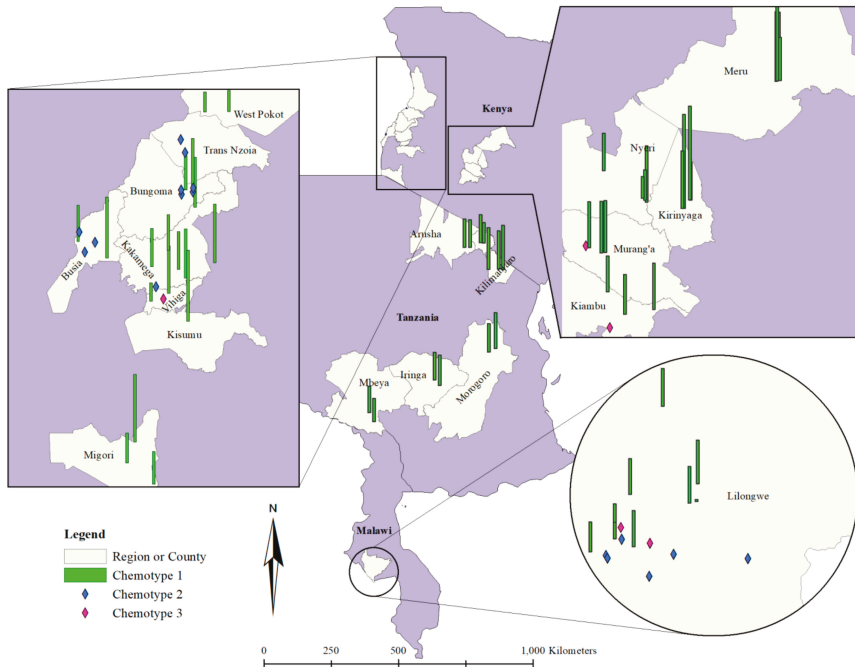 Meru
West Pokot
Kenya
Trans Nzoia
Nyeri
Bungoma
Kirinyaga
Arusha
Murang'a
Kakamega
Busia
Kilimanjaro
Vihiga
Kiambu
Tanzania
Kisumu
Iringa
Mbeya
Morogoro
Migori
Lilongwe
N
Malawi
Legend
Region or County
Chemotype 1
Chemotype 2
Chemotype 3
0 250 500 1,000 Kilometers